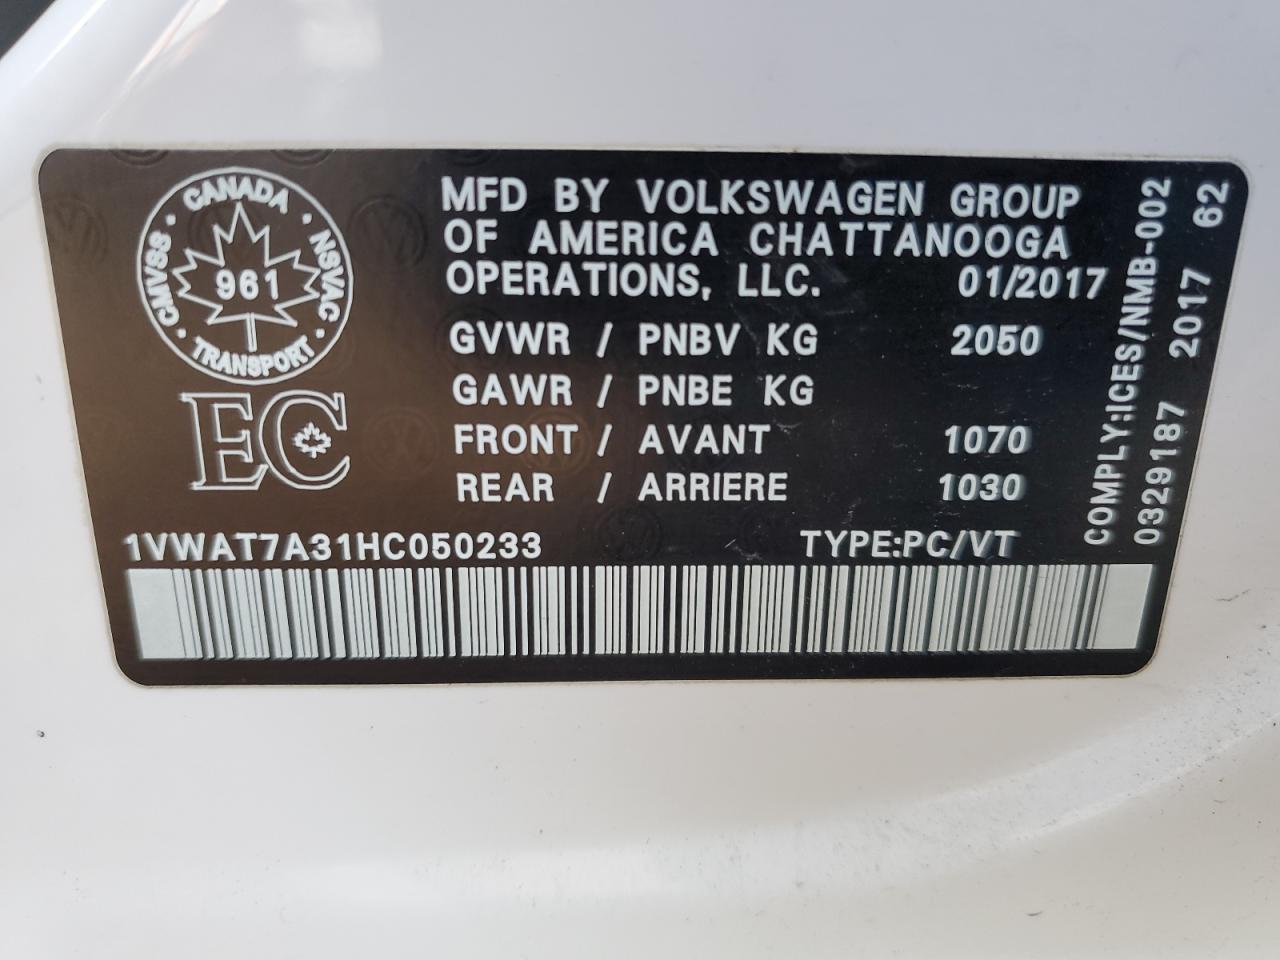 CANADA
CMVSS
NSVAC
961
TRANSPORT
EC
MFD BY VOLKSWAGEN GROUP
OF AMERICA CHATTANOOGA
OPERATIONS, LLC. 01/2017
GVWR / PNBV KG 2050
GAWR / PNBE KG
FRONT / AVANT 1070
REAR / ARRIERE 1030
1VWAT7A31HC050233 TYPE:PC/VT
COMPLY:ICES/NMB-002
0329187 2017 62